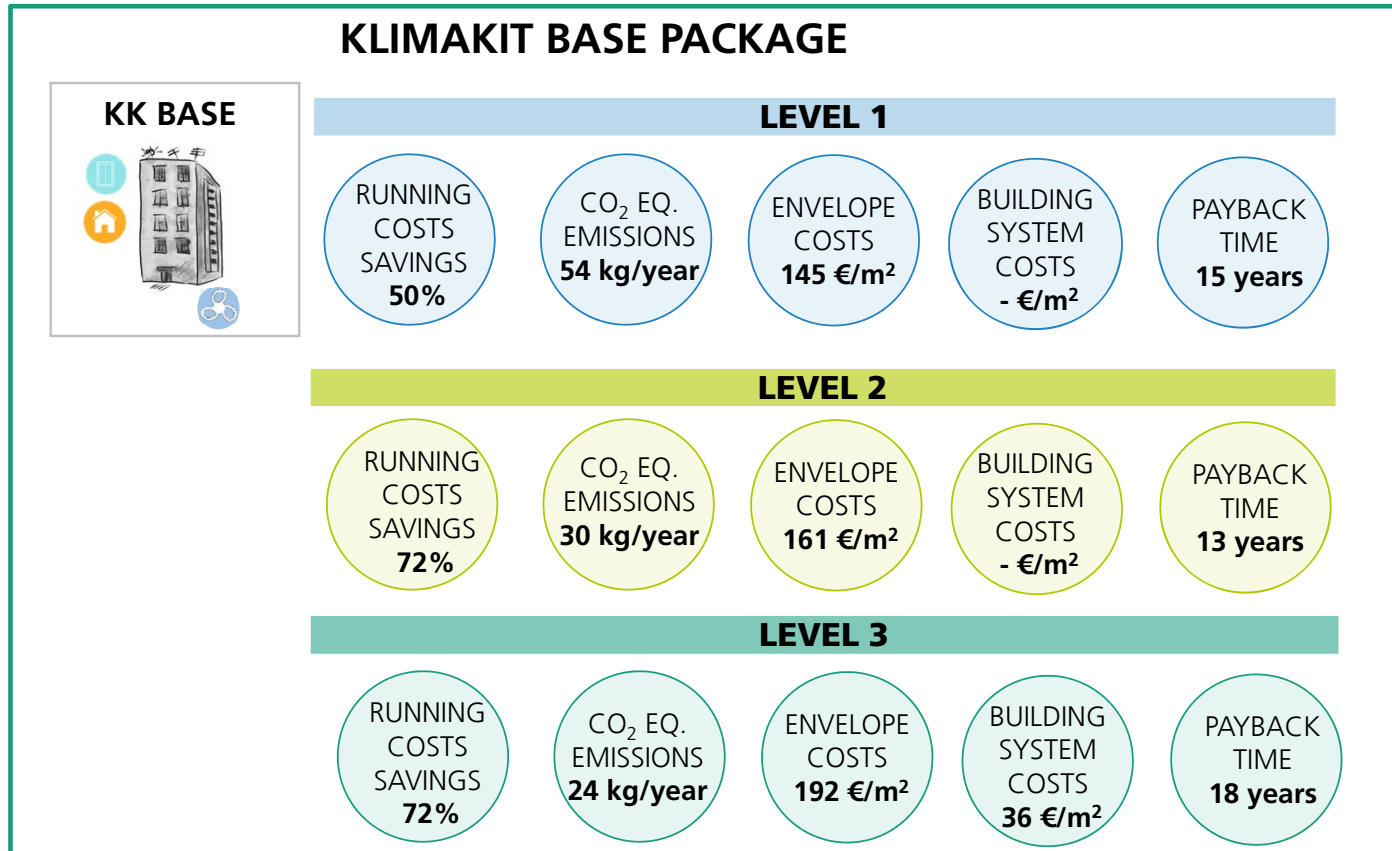 KLIMAKIT BASE PACKAGE
KK BASE
LEVEL 1
RUNNING
COSTS
SAVINGS
50%
CO₂ EQ.
EMISSIONS
54 kg/year
ENVELOPE
COSTS
145 €/m²
BUILDING
SYSTEM
COSTS
- €/m²
PAYBACK
TIME
15 years
LEVEL 2
RUNNING
COSTS
SAVINGS
72%
CO₂ EQ.
EMISSIONS
30 kg/year
ENVELOPE
COSTS
161 €/m²
BUILDING
SYSTEM
COSTS
- €/m²
PAYBACK
TIME
13 years
LEVEL 3
RUNNING
COSTS
SAVINGS
72%
CO₂ EQ.
EMISSIONS
24 kg/year
ENVELOPE
COSTS
192 €/m²
BUILDING
SYSTEM
COSTS
36 €/m²
PAYBACK
TIME
18 years